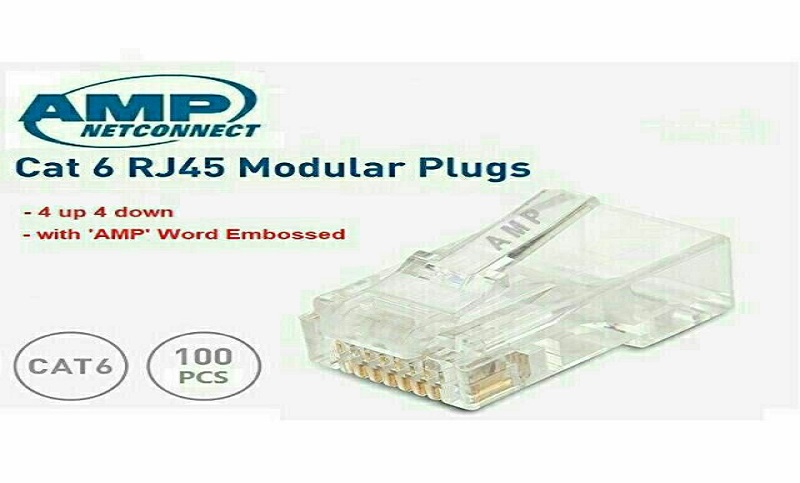 AMP
NETCONNECT
Cat 6 RJ45 Modular Plugs
- 4 up 4 down
- with 'AMP' Word Embossed
AMP
CAT6
100
PCS